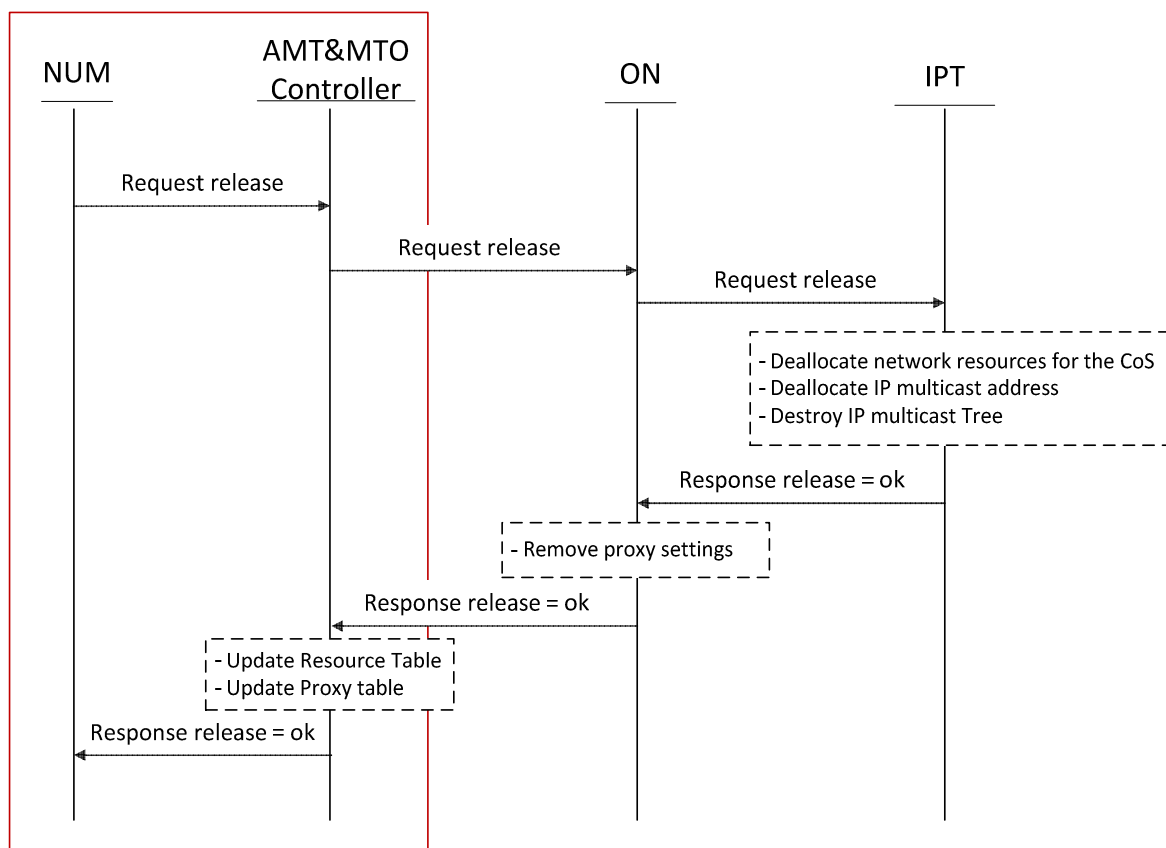 NUM
AMT&MTO
Controller
ON
IPT
Request release
Request release
Request release
- Deallocate network resources for the CoS
- Deallocate IP multicast address
- Destroy IP multicast Tree
Response release = ok
- Remove proxy settings
Response release = ok
- Update Resource Table
- Update Proxy table
Response release = ok